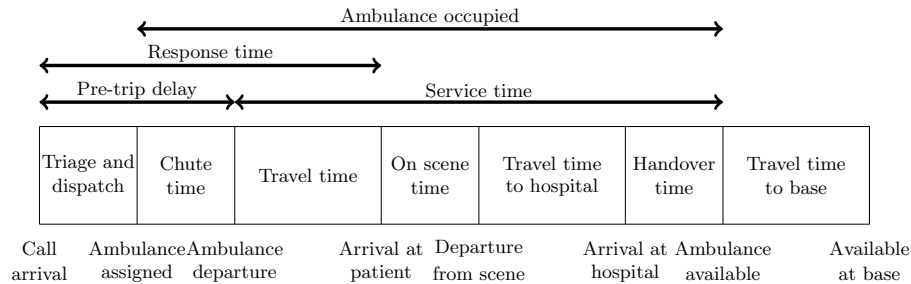 Ambulance occupied
Response time
Pre-trip delay
Service time
Triage and
dispatch
Chute
time
Travel time
On scene
time
Travel time
to hospital
Handover
time
Travel time
to base
Call
arrival
Ambulance
assigned
Ambulance
departure
Arrival at
patient
Departure
from scene
Arrival at
hospital
Ambulance
available
Available
at base